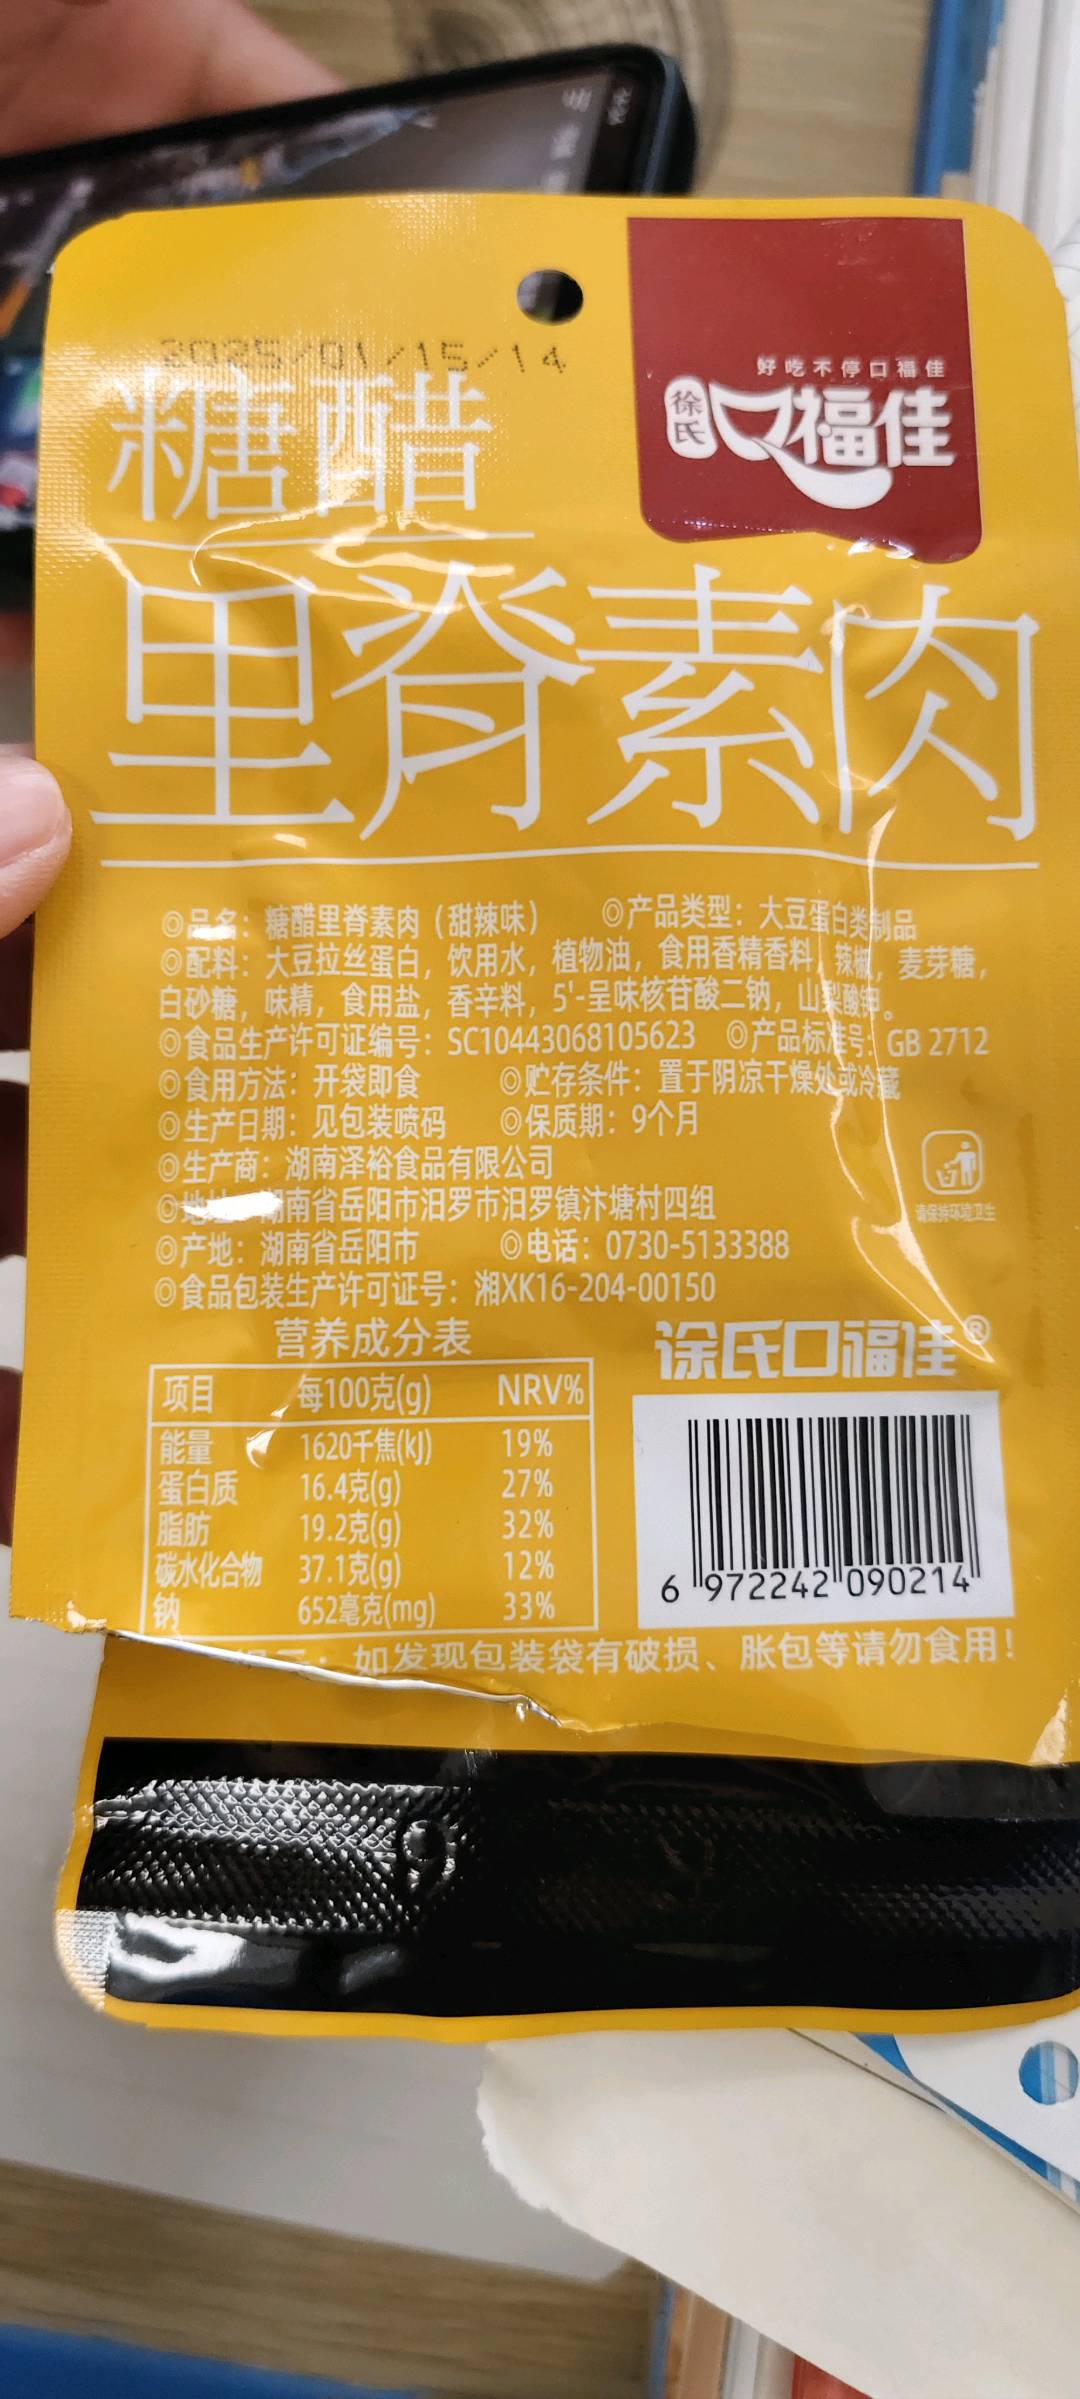 2025/01/15/14
好吃不停口福佳
徐氏
口福佳
糖醋
里脊素肉
◎品名：糖醋里脊素肉（甜辣味） ◎产品类型：大豆蛋白类制品
◎配料：大豆拉丝蛋白，饮用水，植物油，食用香精香料，辣椒，麦芽糖，
白砂糖，味精，食用盐，香辛料，5'-呈味核苷酸二钠，山梨酸钾。
◎食品生产许可证编号：SC10443068105623 ◎产品标准号：GB 2712
◎食用方法：开袋即食 ◎贮存条件：置于阴凉干燥处或冷藏
◎生产日期：见包装喷码 ◎保质期：9个月
◎生产商：湖南泽裕食品有限公司
◎地址：湖南省岳阳市汨罗市汨罗镇汴塘村四组
◎产地：湖南省岳阳市 ◎电话：0730-5133388
◎食品包装生产许可证号：湘XK16-204-00150
请保持环境卫生
营养成分表
徐氏口福佳®
项目 每100克(g) NRV%
能量 1620千焦(kJ) 19%
蛋白质 16.4克(g) 27%
脂肪 19.2克(g) 32%
碳水化合物 37.1克(g) 12%
钠 652毫克(mg) 33%
6 972242 090214
如发现包装袋有破损、胀包等请勿食用！